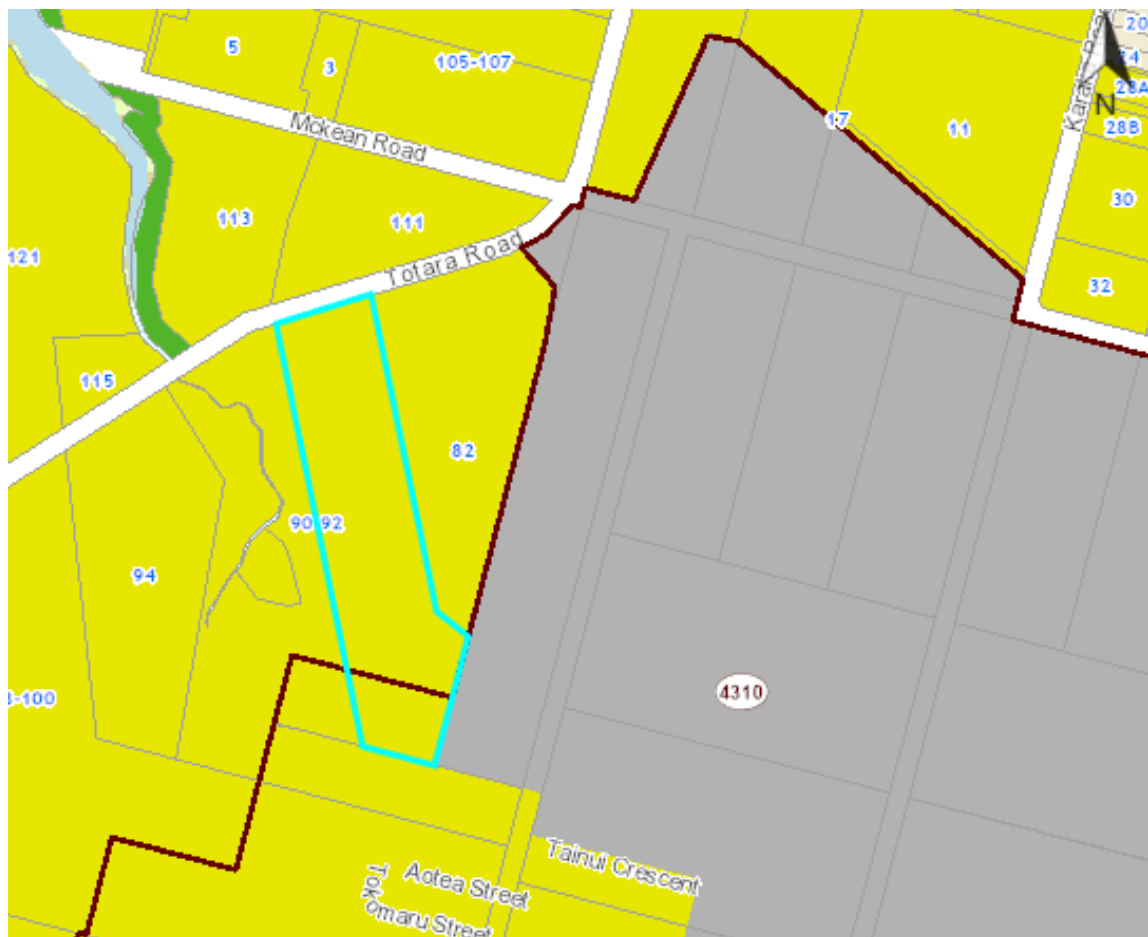 5
3
105-107
17
11
20
28A
28B
30
32
N
Mckean Road
113
111
Totara Road
121
115
82
90-92
94
4310
-100
Tainui Crescent
Aotea Street
Tokomaru Street